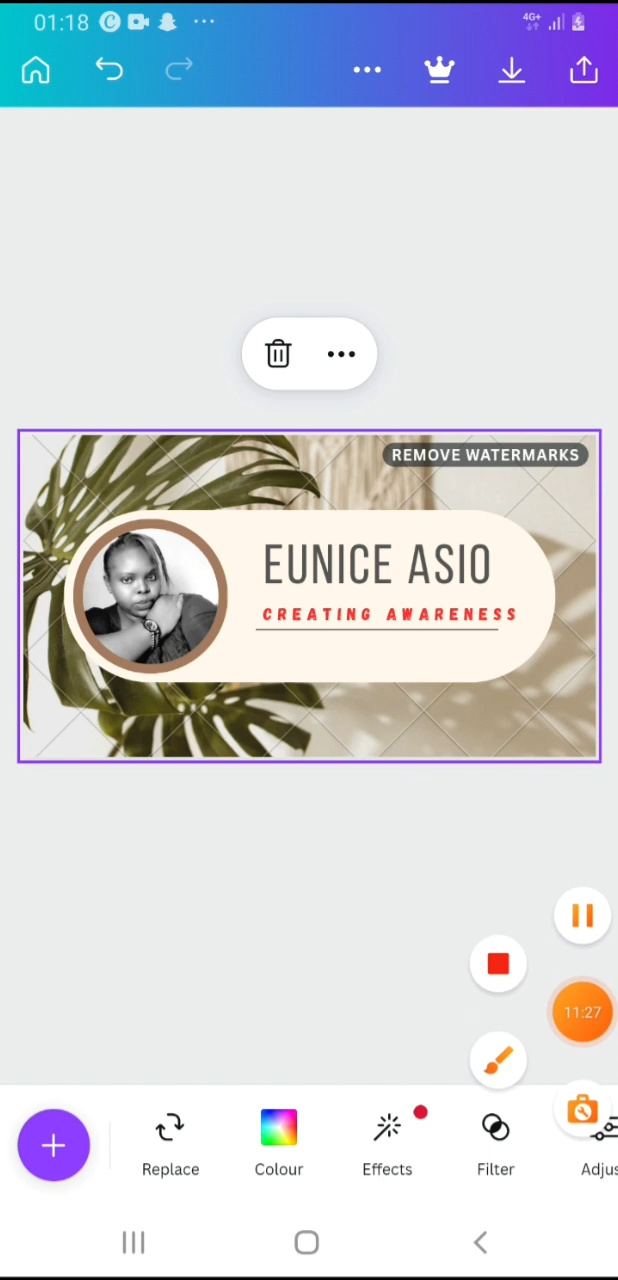 01:18
4G+
REMOVE WATERMARKS
EUNICE ASIO
CREATING AWARENESS
11:27
Replace
Colour
Effects
Filter
Adjus